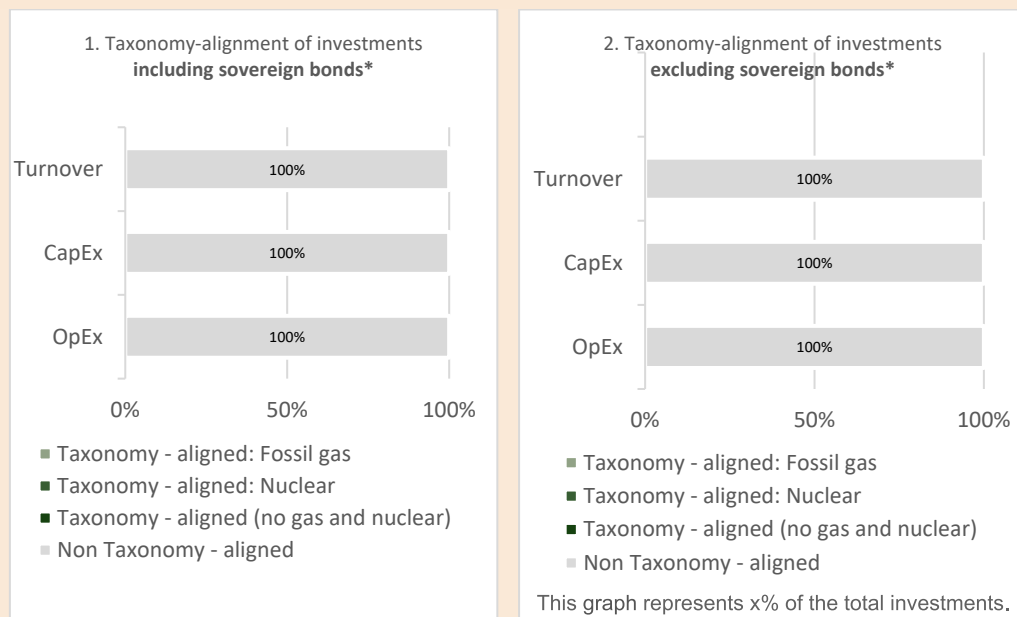 1. Taxonomy-alignment of investments
including sovereign bonds*
Turnover
100%
CapEx
100%
OpEx
100%
0%
50%
100%
Taxonomy - aligned: Fossil gas
Taxonomy - aligned: Nuclear
Taxonomy - aligned (no gas and nuclear)
Non Taxonomy - aligned
2. Taxonomy-alignment of investments
excluding sovereign bonds*
Turnover
100%
CapEx
100%
OpEx
100%
0%
50%
100%
Taxonomy - aligned: Fossil gas
Taxonomy - aligned: Nuclear
Taxonomy - aligned (no gas and nuclear)
Non Taxonomy - aligned
This graph represents x% of the total investments.